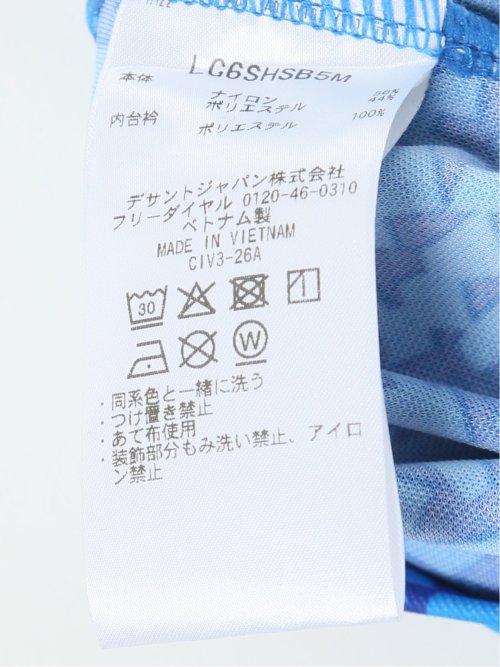 LC6SHSB5M
本体 ナイロン 56%
ポリエステル 44%
内台衿 ポリエステル 100%
デサントジャパン株式会社
フリーダイヤル 0120-46-0310
ベトナム製
MADE IN VIETNAM
CIV3-26A
30
W
・同系色と一緒に洗う
・つけ置き禁止
・あて布使用
・装飾部分もみ洗い禁止、アイロ
ン禁止